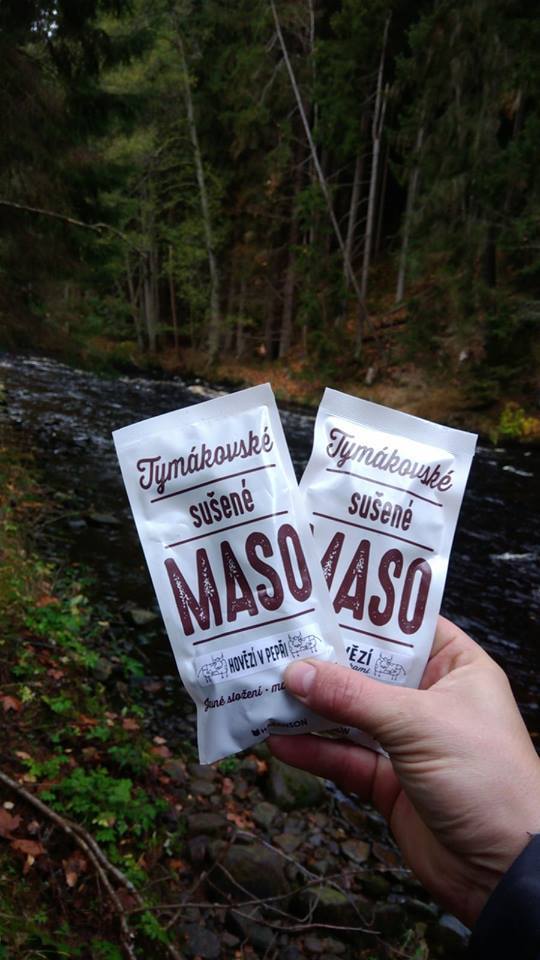 Tymákovské
sušené
MASO
HOVĚZÍ V PEPŘI
Tymákovské
sušené
MASO